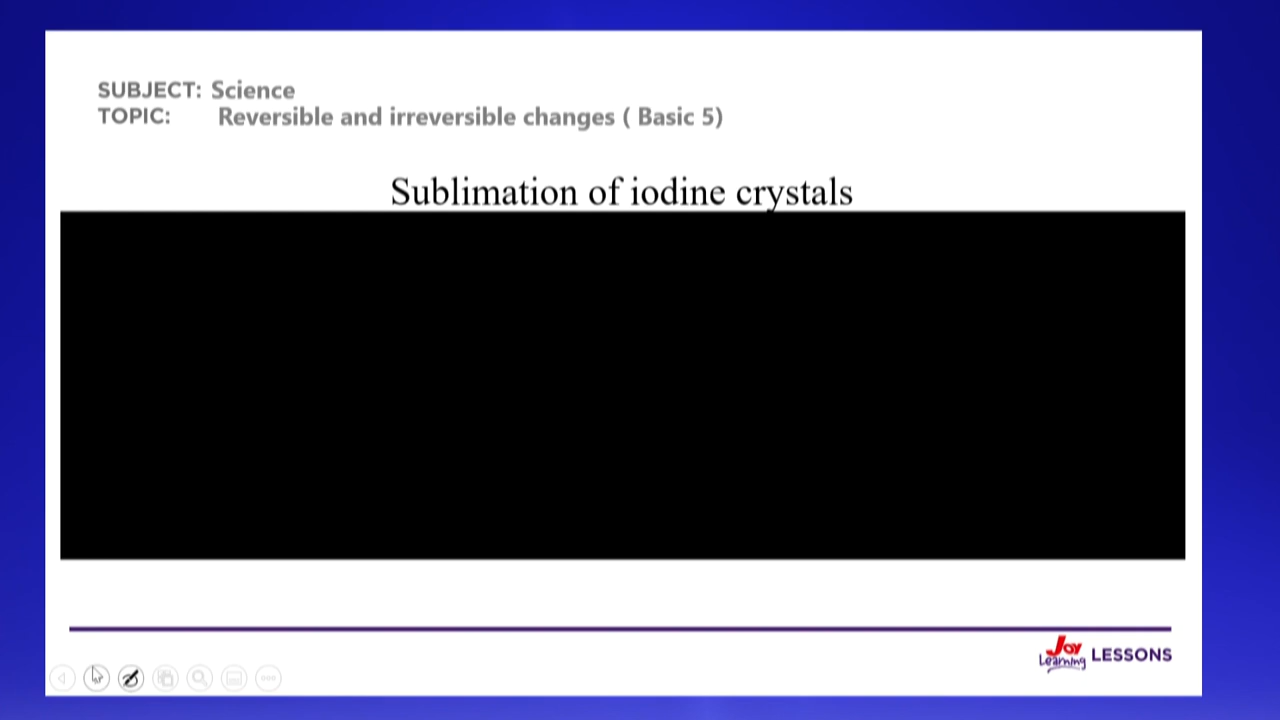 SUBJECT: Science
TOPIC: Reversible and irreversible changes ( Basic 5)
Sublimation of iodine crystals
Joy
Learning LESSONS